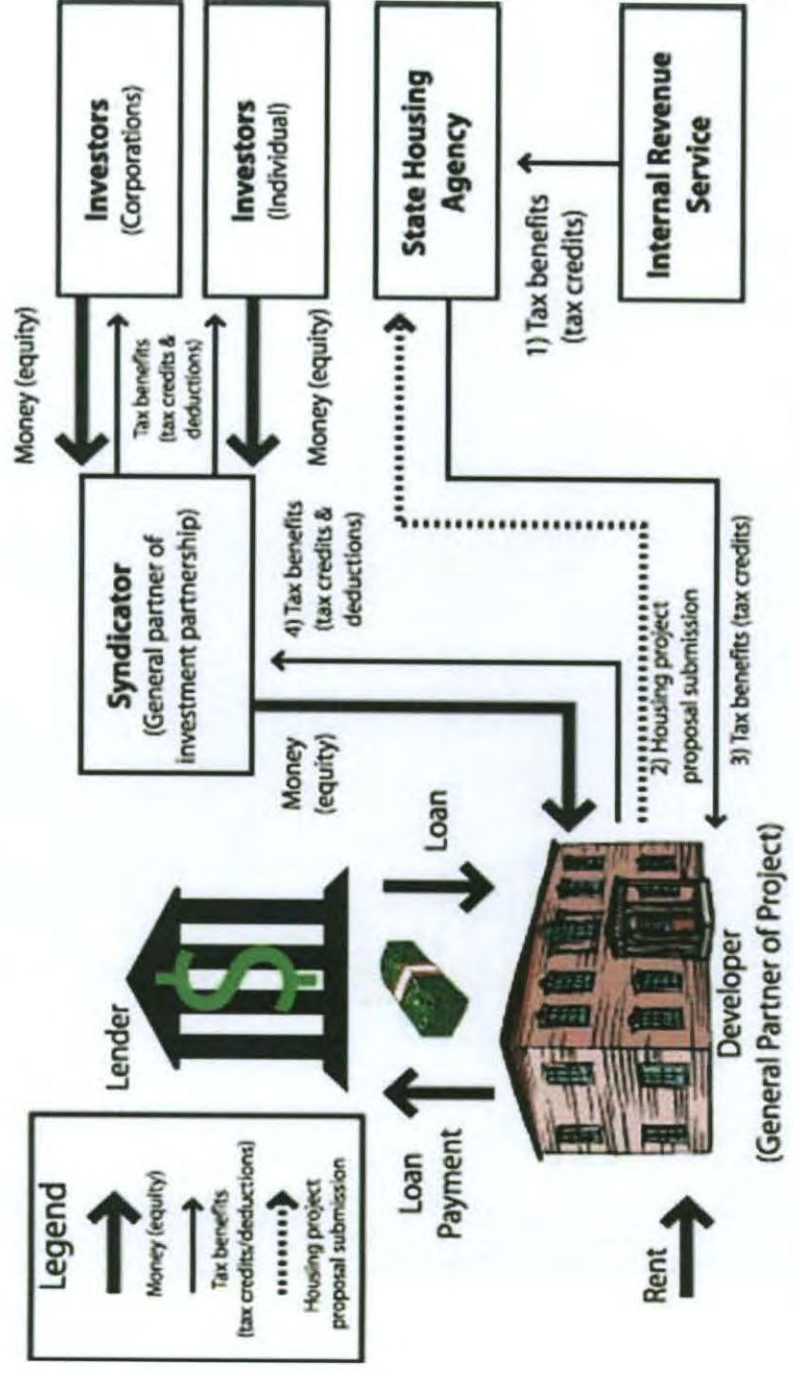 Legend
Money (equity)
Tax benefits
(tax credits/deductions)
Housing project
proposal submission
Lender
$
Loan
Payment
Loan
Rent
Developer
(General Partner of Project)
Syndicator
(General partner of
investment partnership)
Money
(equity)
4) Tax benefits
(tax credits &
deductions)
2) Housing project
proposal submission
3) Tax benefits (tax credits)
Money (equity)
Tax benefits
(tax credits &
deductions)
Money (equity)
Investors
(Corporations)
Investors
(Individual)
State Housing
Agency
1) Tax benefits
(tax credits)
Internal Revenue
Service